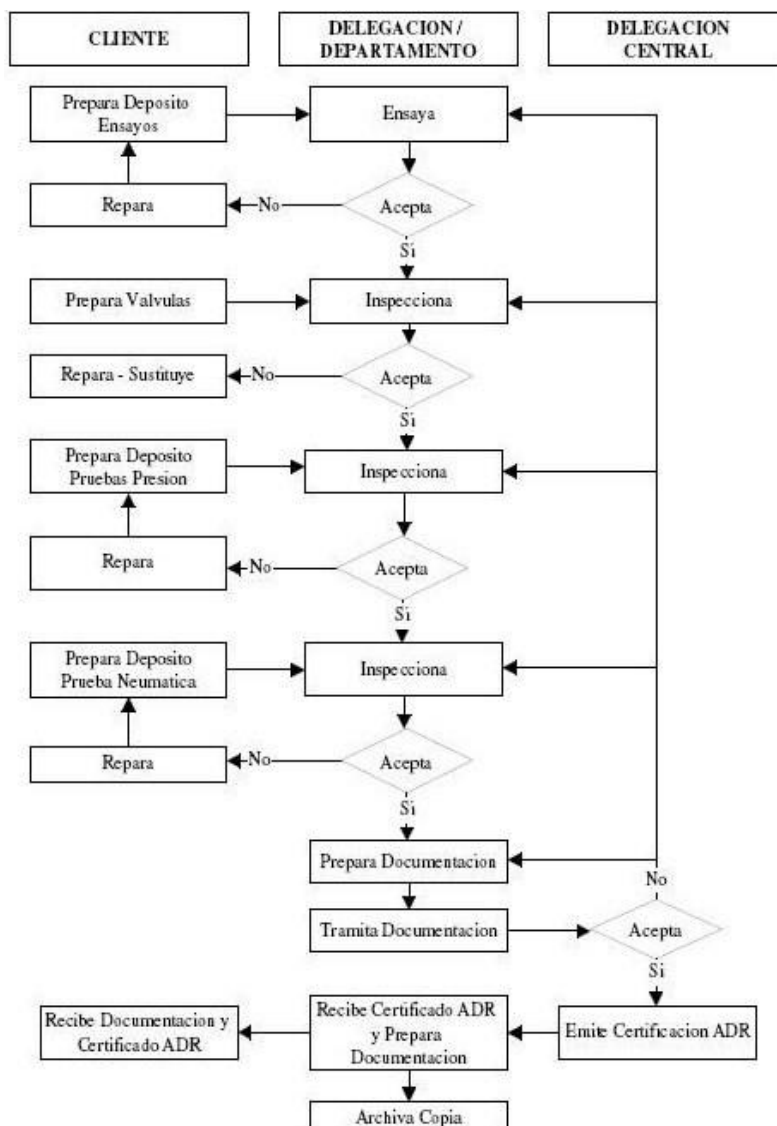 CLIENTE
DELEGACION /
DEPARTAMENTO
DELEGACION
CENTRAL
Prepara Deposito
Ensayos
Ensaya
Repara
No
Acepta
Si
Prepara Valvulas
Inspecciona
Repara - Sustituye
No
Acepta
Si
Prepara Deposito
Pruebas Presion
Inspecciona
Repara
No
Acepta
Si
Prepara Deposito
Prueba Neumatica
Inspecciona
Repara
No
Acepta
Si
Prepara Documentacion
No
Tramita Documentacion
Acepta
Si
Recibe Documentacion y
Certificado ADR
Recibe Certificado ADR
y Prepara
Documentacion
Emite Certificacion ADR
Archiva Copia